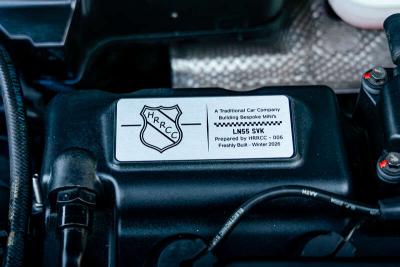 HRRCC
A Traditional Car Company
Building Bespoke MINI's
LN55 SVK
Prepared by HRRCC - 006
Freshly Built - Winter 2026